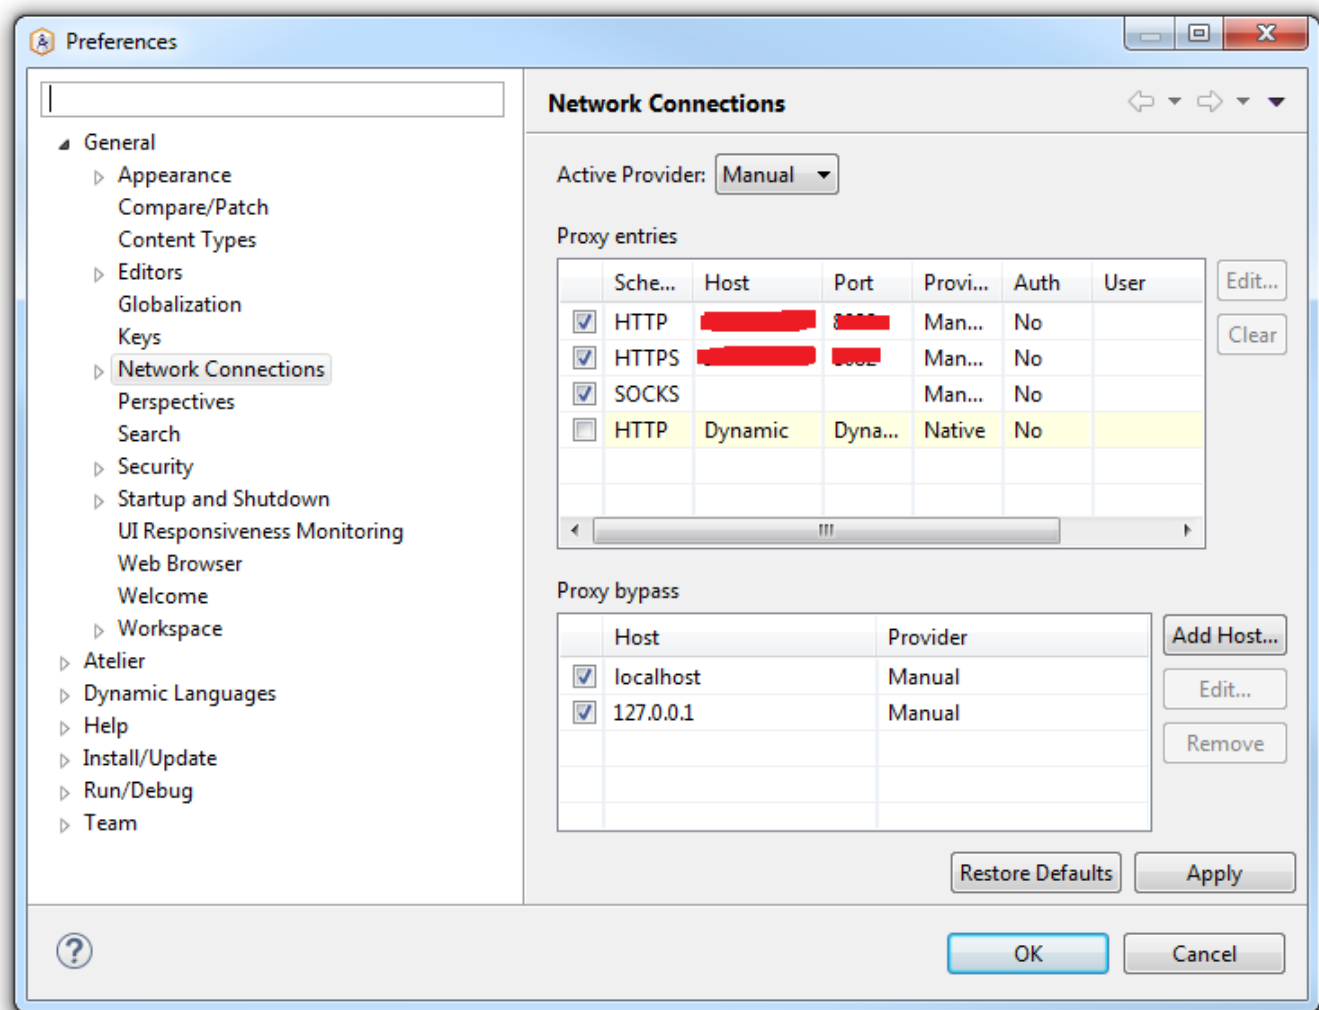 Preferences
General
Appearance
Compare/Patch
Content Types
Editors
Globalization
Keys
Network Connections
Perspectives
Search
Security
Startup and Shutdown
UI Responsiveness Monitoring
Web Browser
Welcome
Workspace
Atelier
Dynamic Languages
Help
Install/Update
Run/Debug
Team
Network Connections
Active Provider: Manual
Proxy entries
Sche... Host Port Provi... Auth User
HTTP Man... No
HTTPS Man... No
SOCKS Man... No
HTTP Dynamic Dyna... Native No
Edit...
Clear
Proxy bypass
Host Provider
localhost Manual
127.0.0.1 Manual
Add Host...
Edit...
Remove
Restore Defaults Apply
OK Cancel